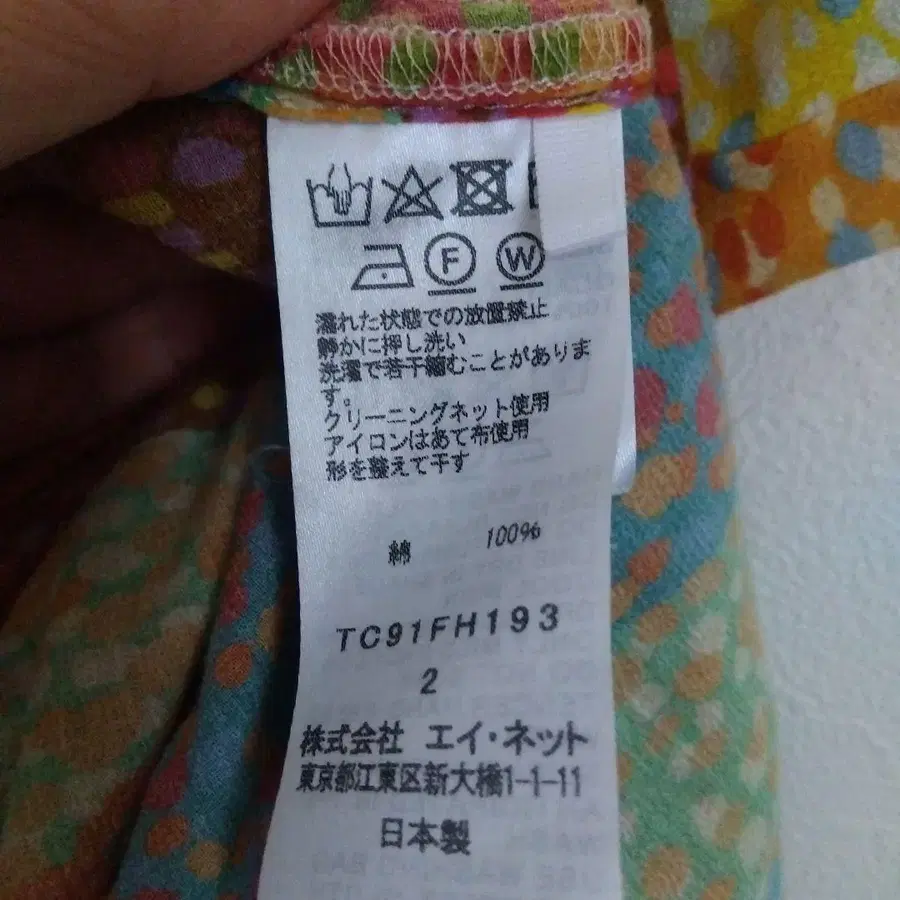 F W
濡れた状態での放置禁止
静かに押し洗い
洗濯で若干縮むことがありま
す。
クリーニングネット使用
アイロンはあて布使用
形を整えて干す
綿 100%
TC91FH193
2
株式会社 エイ・ネット
東京都江東区新大橋1-1-11
日本製